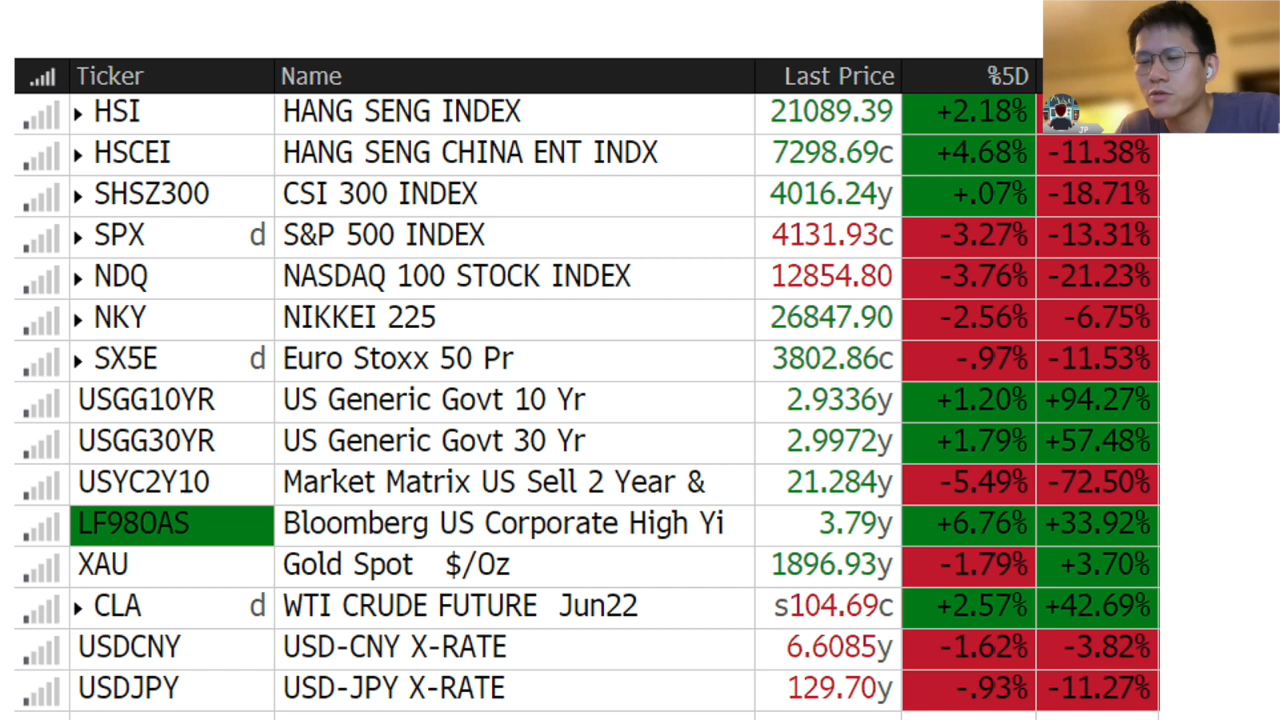 Ticker Name Last Price %5D
HSI HANG SENG INDEX 21089.39 +2.18%
HSCEI HANG SENG CHINA ENT INDX 7298.69c +4.68% -11.38%
SHSZ300 CSI 300 INDEX 4016.24y +.07% -18.71%
SPX d S&P 500 INDEX 4131.93c -3.27% -13.31%
NDQ NASDAQ 100 STOCK INDEX 12854.80 -3.76% -21.23%
NKY NIKKEI 225 26847.90 -2.56% -6.75%
SX5E d Euro Stoxx 50 Pr 3802.86c -.97% -11.53%
USGG10YR US Generic Govt 10 Yr 2.9336y +1.20% +94.27%
USGG30YR US Generic Govt 30 Yr 2.9972y +1.79% +57.48%
USYC2Y10 Market Matrix US Sell 2 Year & 21.284y -5.49% -72.50%
LF98OAS Bloomberg US Corporate High Yi 3.79y +6.76% +33.92%
XAU Gold Spot $/Oz 1896.93y -1.79% +3.70%
CLA d WTI CRUDE FUTURE Jun22 s104.69c +2.57% +42.69%
USDCNY USD-CNY X-RATE 6.6085y -1.62% -3.82%
USDJPY USD-JPY X-RATE 129.70y -.93% -11.27%
JP